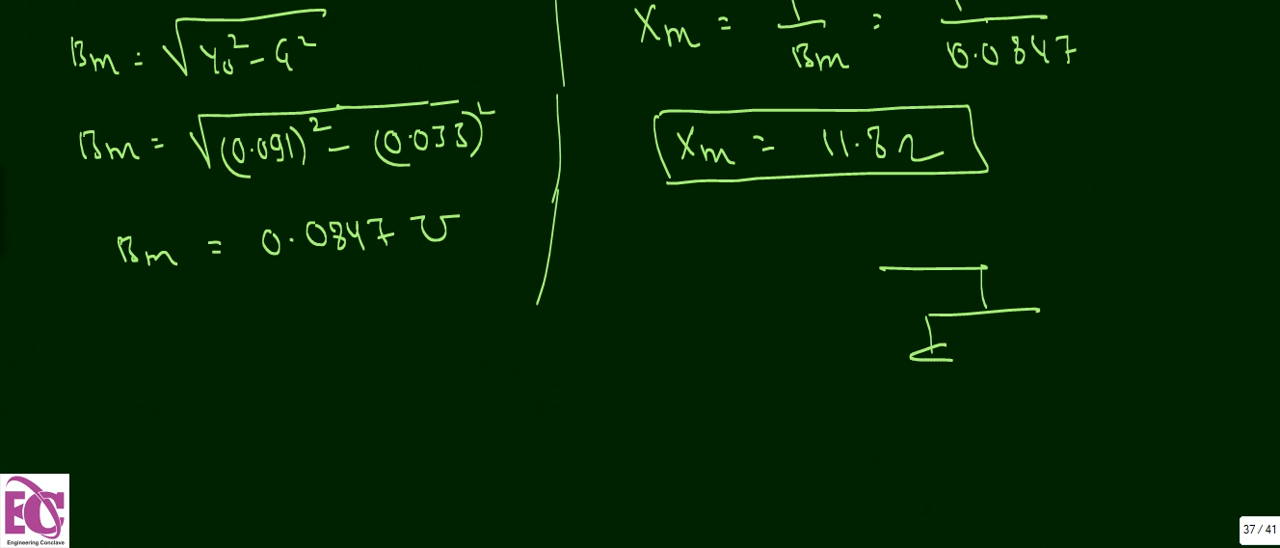 Bm = √(Y₀² - G²)
Bm = √((0.091)² - (0.033)²)
Bm = 0.0847 ℧
Xm = 1/Bm = 1/0.0847
Xm = 11.8 Ω
EC
Engineering Conclave
37 / 41